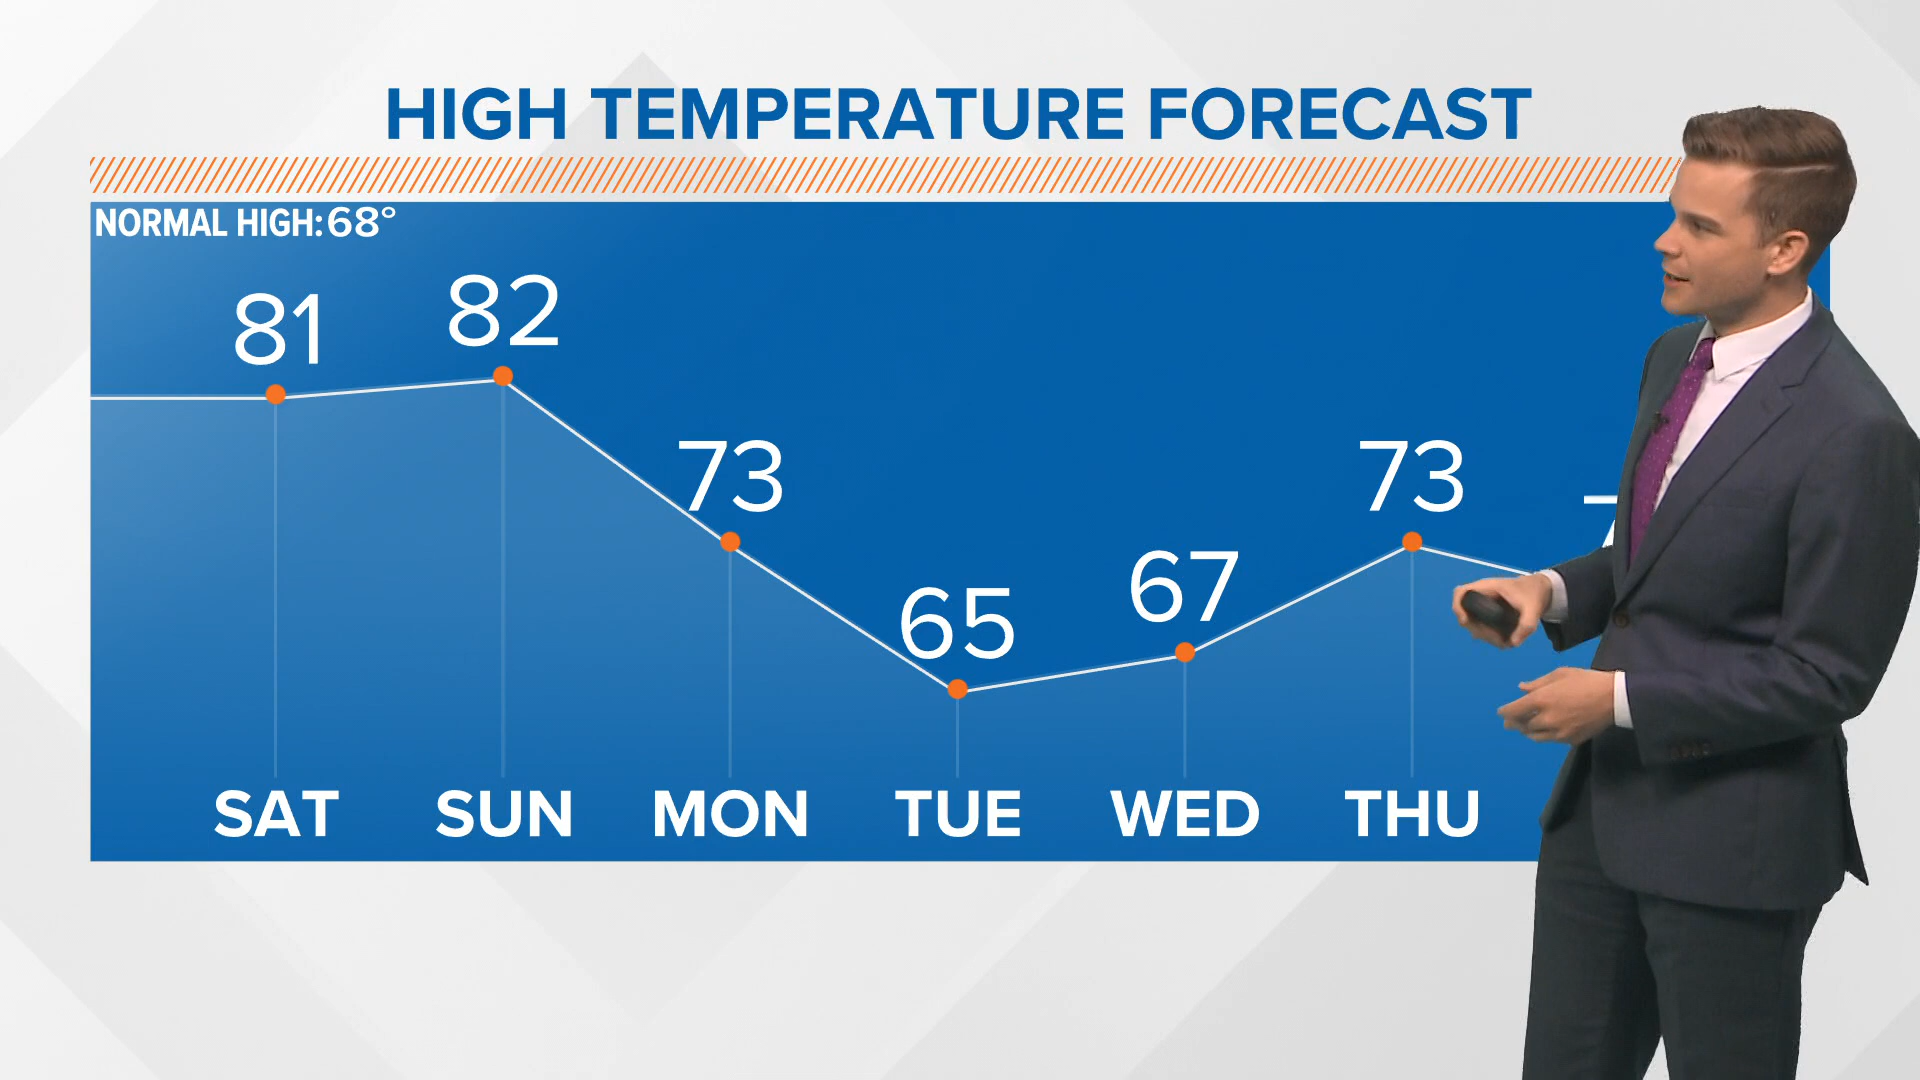 HIGH TEMPERATURE FORECAST
NORMAL HIGH: 68°
81 82 73 65 67 73
SAT SUN MON TUE WED THU